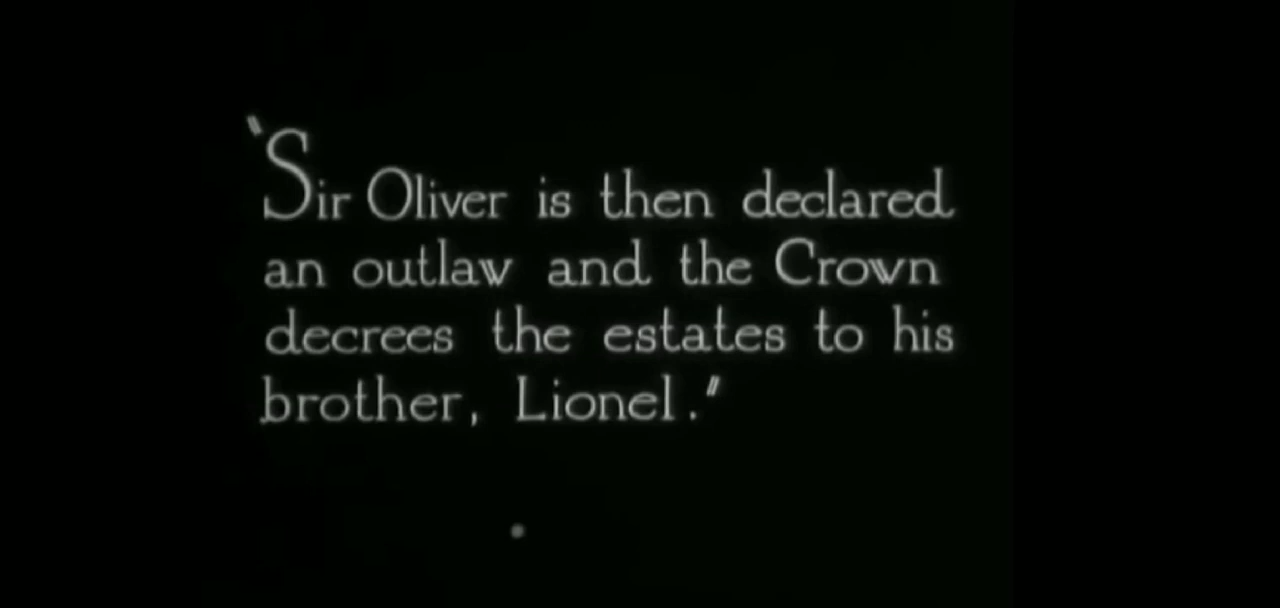 "Sir Oliver is then declared
an outlaw and the Crown
decrees the estates to his
brother, Lionel."